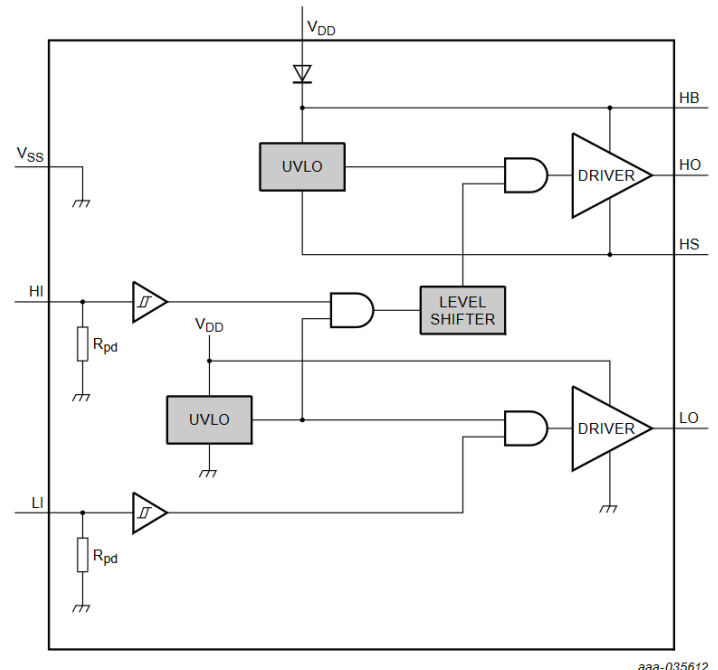 VDD
HB
VSS
UVLO
DRIVER
HO
HS
HI
LEVEL
SHIFTER
VDD
Rpd
UVLO
DRIVER
LO
LI
Rpd
aaa-035612